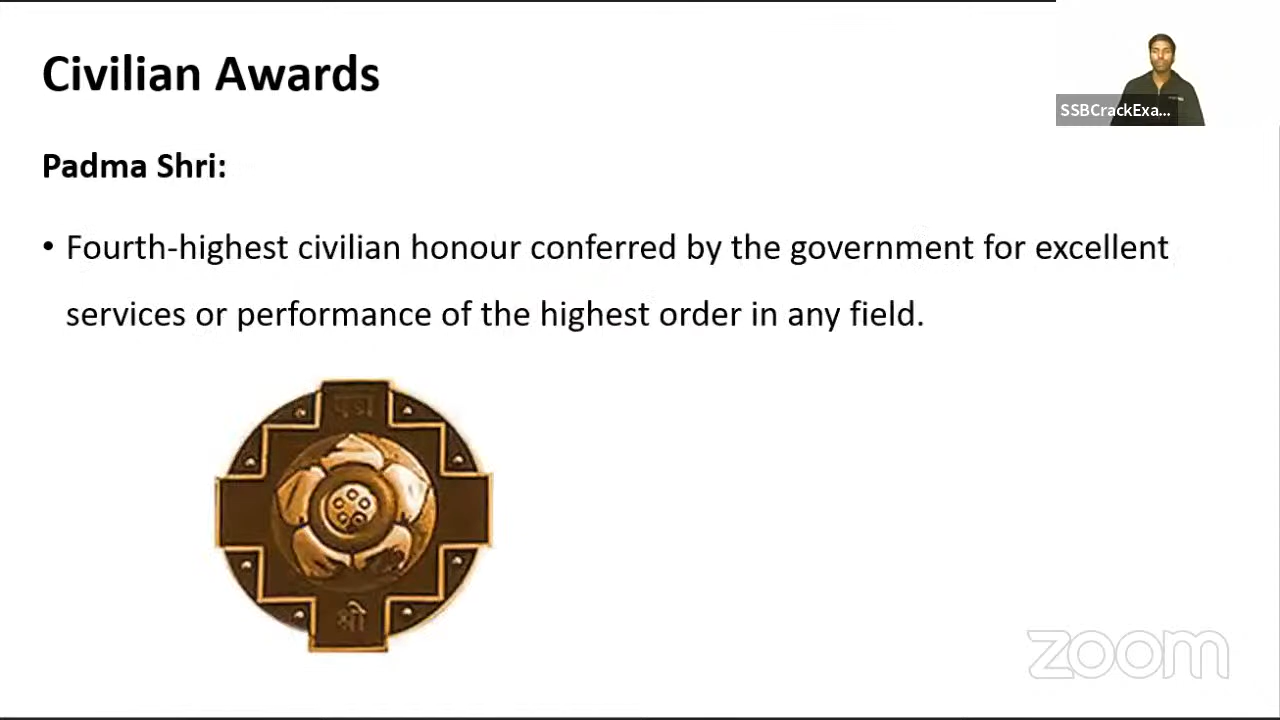 Civilian Awards
SSBCrackExa...
Padma Shri:
• Fourth-highest civilian honour conferred by the government for excellent
services or performance of the highest order in any field.
पद्म
श्री
zoom